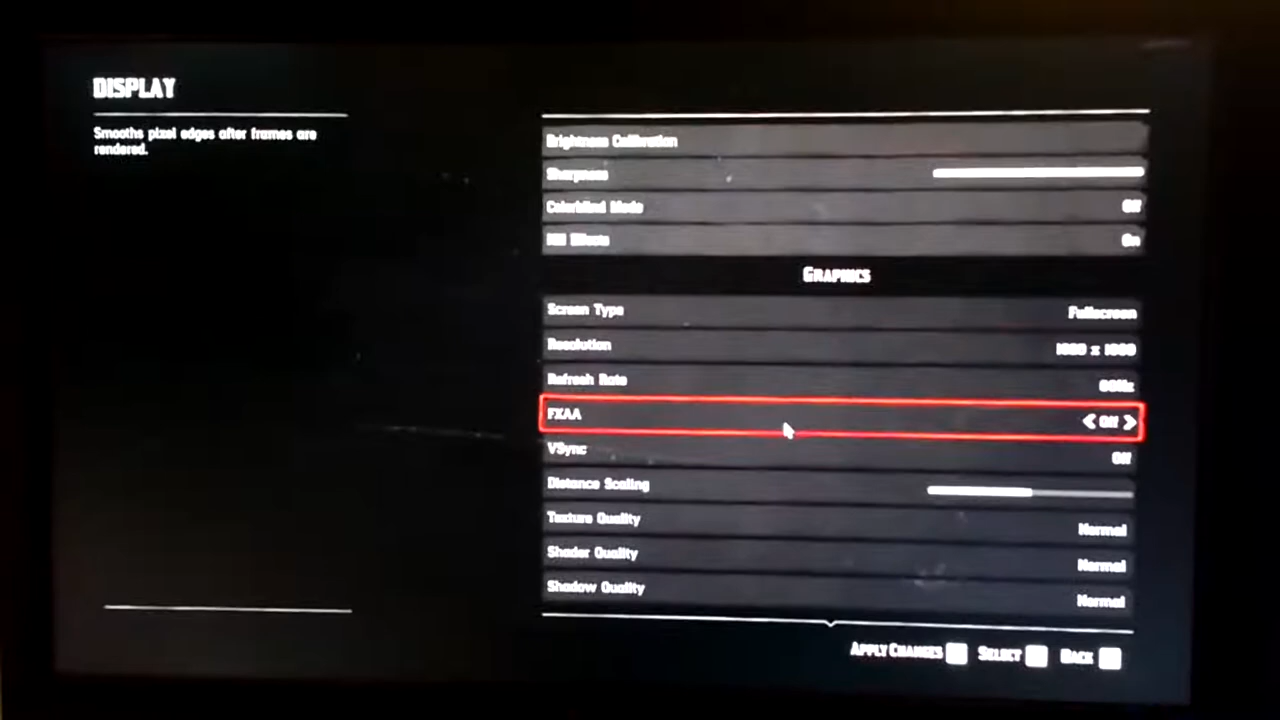 DISPLAY
Smooths pixel edges after frames are
rendered.
Brightness Calibration
Sharpness
Colorblind Mode Off
Kill Effects On
GRAPHICS
Screen Type Fullscreen
Resolution
Refresh Rate
FXAA < Off >
VSync Off
Distance Scaling
Texture Quality Normal
Shader Quality Normal
Shadow Quality Normal
APPLY CHANGES SELECT BACK